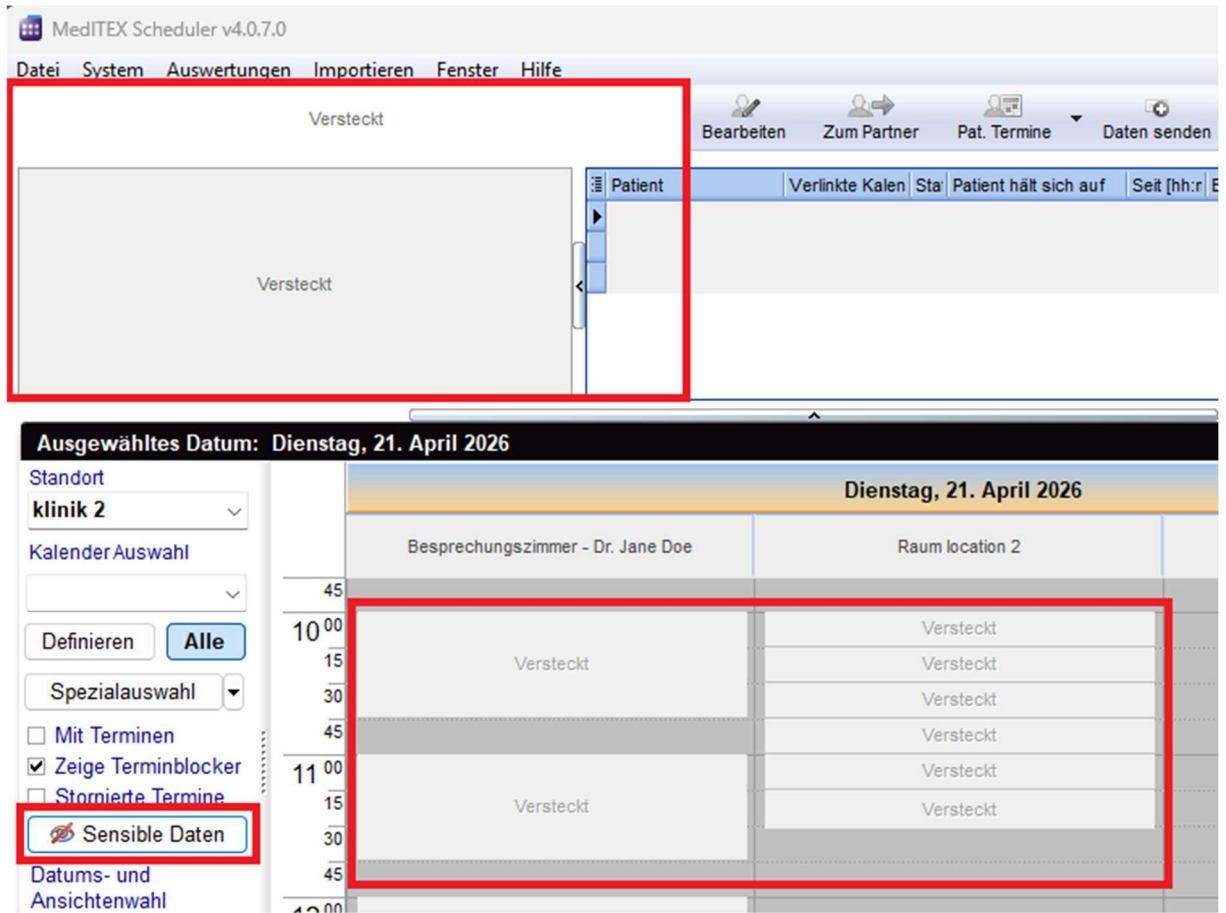 MedITEX Scheduler v4.0.7.0
Datei System Auswertungen Importieren Fenster Hilfe
Versteckt
Bearbeiten Zum Partner Pat. Termine Daten senden
Patient Verlinkte Kalen Sta Patient hält sich auf Seit [hh:r E
Versteckt
Ausgewähltes Datum: Dienstag, 21. April 2026
Standort
klinik 2
Kalender Auswahl
Definieren Alle
Spezialauswahl
Mit Terminen
Zeige Terminblocker
Stornierte Termine
Sensible Daten
Datums- und
Ansichtenwahl
Dienstag, 21. April 2026
Besprechungszimmer - Dr. Jane Doe Raum location 2
45
10 00 Versteckt
15 Versteckt Versteckt
30 Versteckt
45 Versteckt
11 00 Versteckt
15 Versteckt Versteckt
30
45
12 00